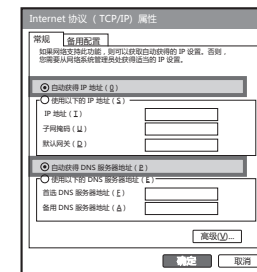 Internet 协议（TCP/IP) 属性
常规 备用配置
如果网络支持此功能，则可以获取自动获得的 IP 设置。否则，
您需要从网络系统管理员处获得适当的 IP 设置。
自动获得 IP 地址 ( O )
使用以下的 IP 地址 ( S )
IP 地址 ( I )
子网掩码 ( U )
默认网关 ( D )
自动获得 DNS 服务器地址 ( E )
使用以下的 DNS 服务器地址 ( E )
首选 DNS 服务器地址 ( F )
备用 DNS 服务器地址 ( A )
高级(V)...
确定 取消